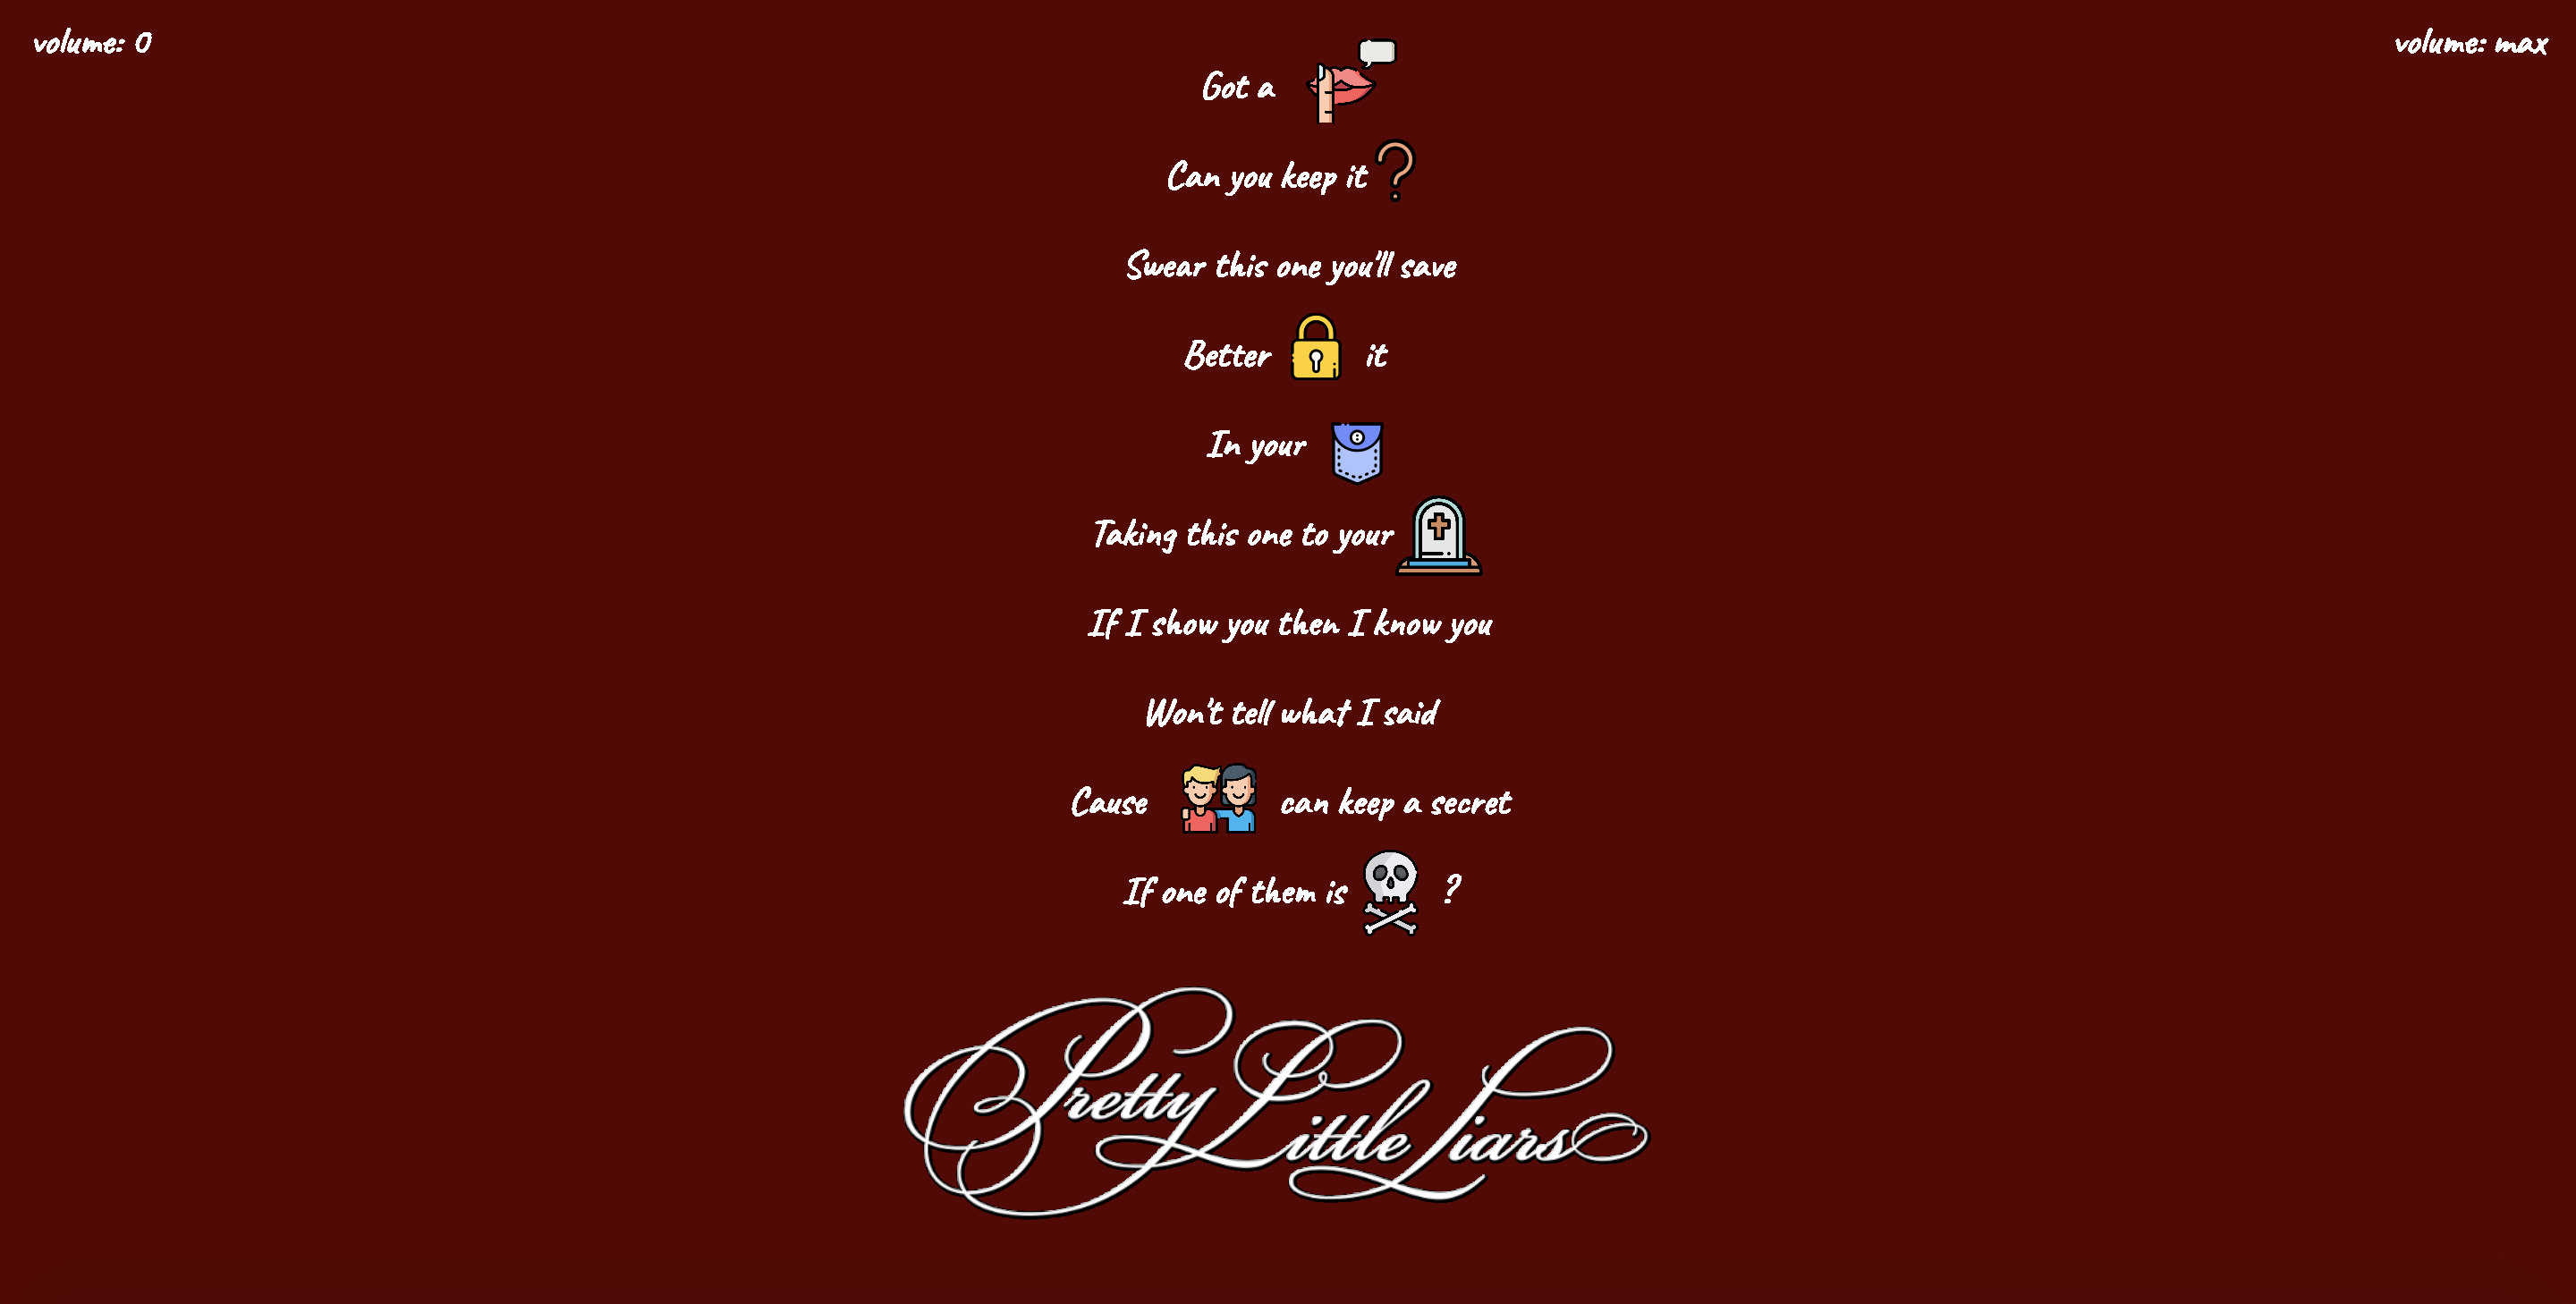 volume: 0
volume: max
Got a
Can you keep it ?
Swear this one you'll save
Better it
In your
Taking this one to your
If I show you then I know you
Won't tell what I said
Cause can keep a secret
If one of them is ?
Pretty Little Liars